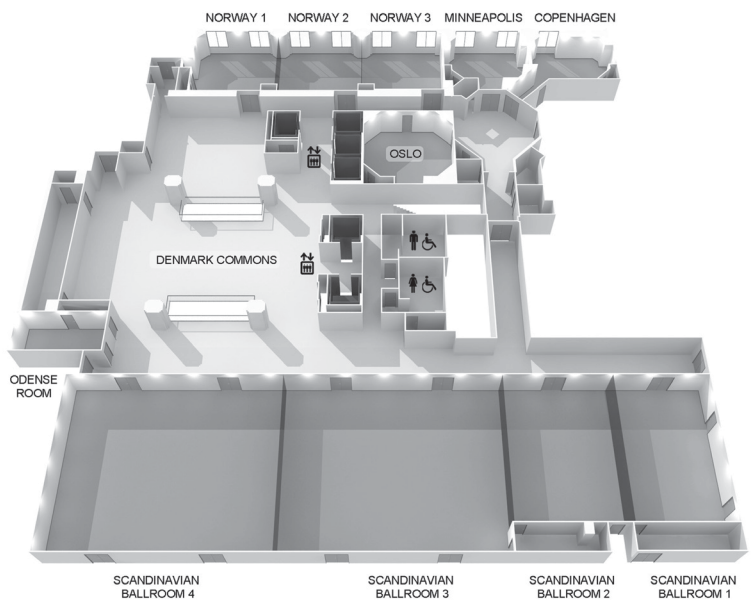 NORWAY 1
NORWAY 2
NORWAY 3
MINNEAPOLIS
COPENHAGEN
OSLO
DENMARK COMMONS
ODENSE
ROOM
SCANDINAVIAN
BALLROOM 4
SCANDINAVIAN
BALLROOM 3
SCANDINAVIAN
BALLROOM 2
SCANDINAVIAN
BALLROOM 1